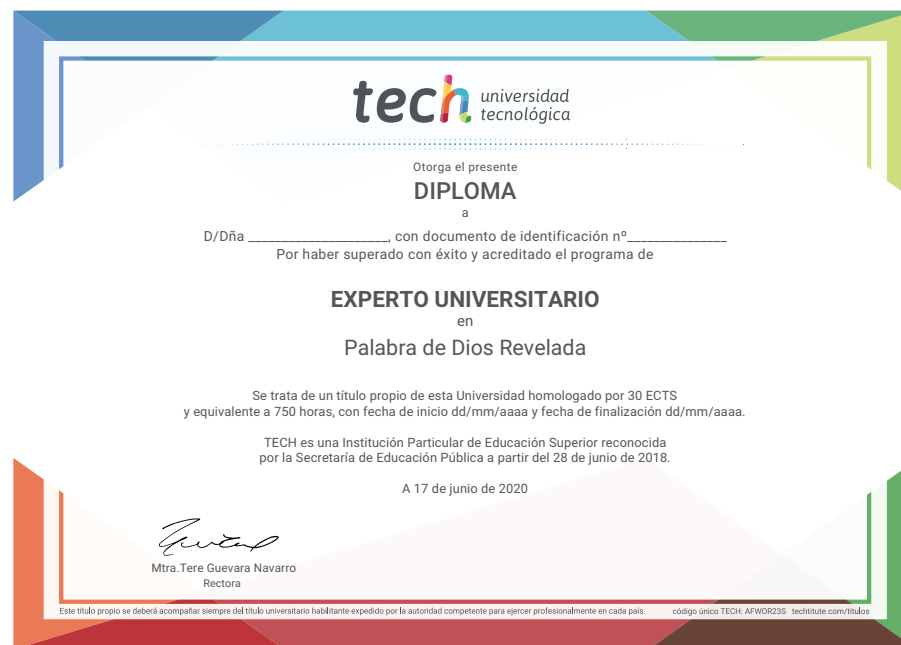 tech universidad
tecnológica
Otorga el presente
DIPLOMA
a
D/Dña _____________________, con documento de identificación nº_______________
Por haber superado con éxito y acreditado el programa de
EXPERTO UNIVERSITARIO
en
Palabra de Dios Revelada
Se trata de un título propio de esta Universidad homologado por 30 ECTS
y equivalente a 750 horas, con fecha de inicio dd/mm/aaaa y fecha de finalización dd/mm/aaaa.
TECH es una Institución Particular de Educación Superior reconocida
por la Secretaría de Educación Pública a partir del 28 de junio de 2018.
A 17 de junio de 2020
Mtra.Tere Guevara Navarro
Rectora
Este título propio se deberá acompañar siempre del título universitario habilitante expedido por la autoridad competente para ejercer profesionalmente en cada país. código único TECH: AFWOR23S techtitute.com/titulos